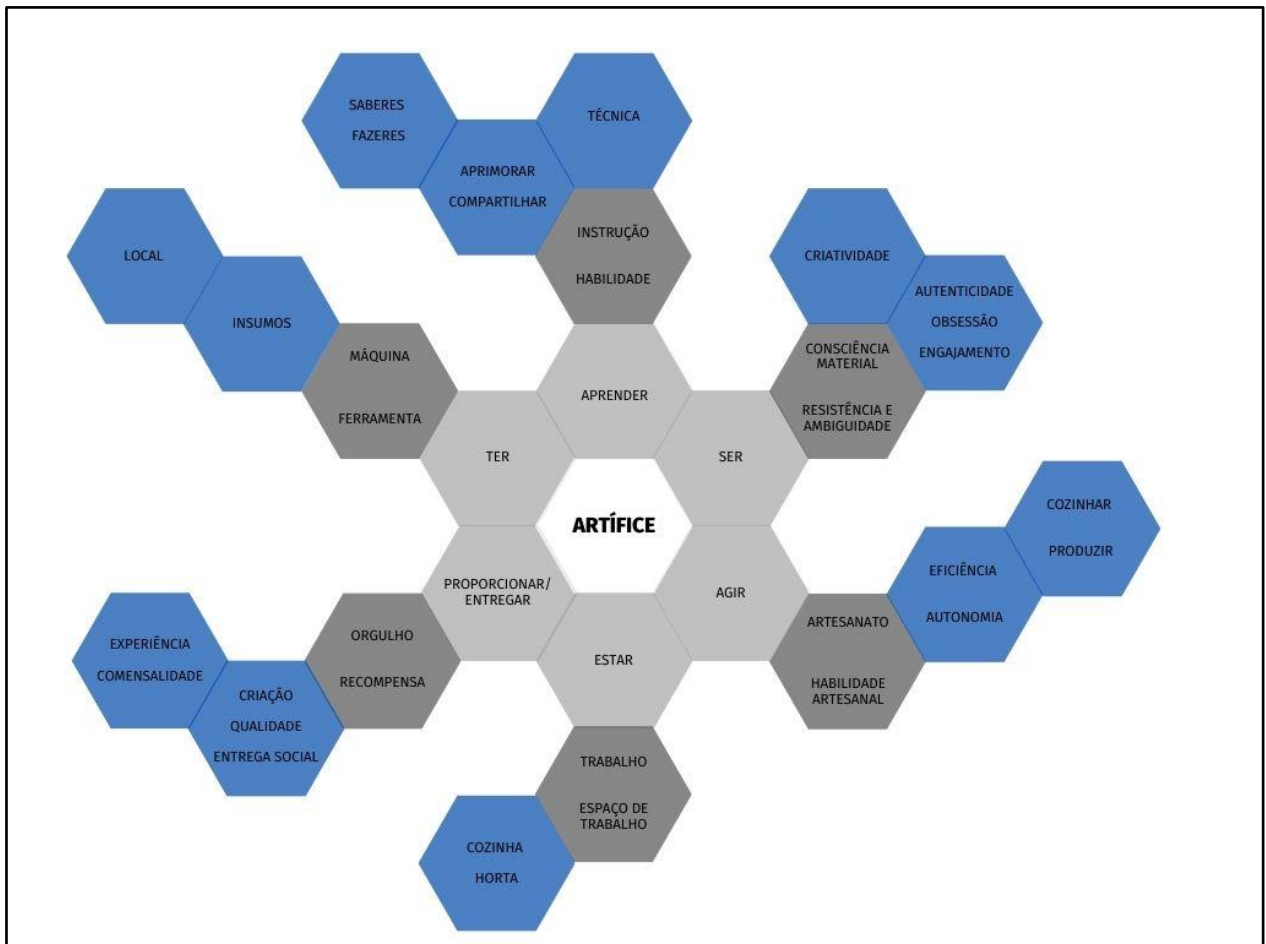 SABERES
FAZERES
TÉCNICA
APRIMORAR
COMPARTILHAR
INSTRUÇÃO
HABILIDADE
LOCAL
INSUMOS
MÁQUINA
FERRAMENTA
CRIATIVIDADE
AUTENTICIDADE
OBSESSÃO
ENGAJAMENTO
CONSCIÊNCIA
MATERIAL
RESISTÊNCIA E
AMBIGUIDADE
APRENDER
TER
SER
ARTÍFICE
PROPORCIONAR/
ENTREGAR
AGIR
ESTAR
COZINHAR
PRODUZIR
EFICIÊNCIA
AUTONOMIA
ARTESANATO
HABILIDADE
ARTESANAL
ORGULHO
RECOMPENSA
EXPERIÊNCIA
COMENSALIDADE
CRIAÇÃO
QUALIDADE
ENTREGA SOCIAL
TRABALHO
ESPAÇO DE
TRABALHO
COZINHA
HORTA